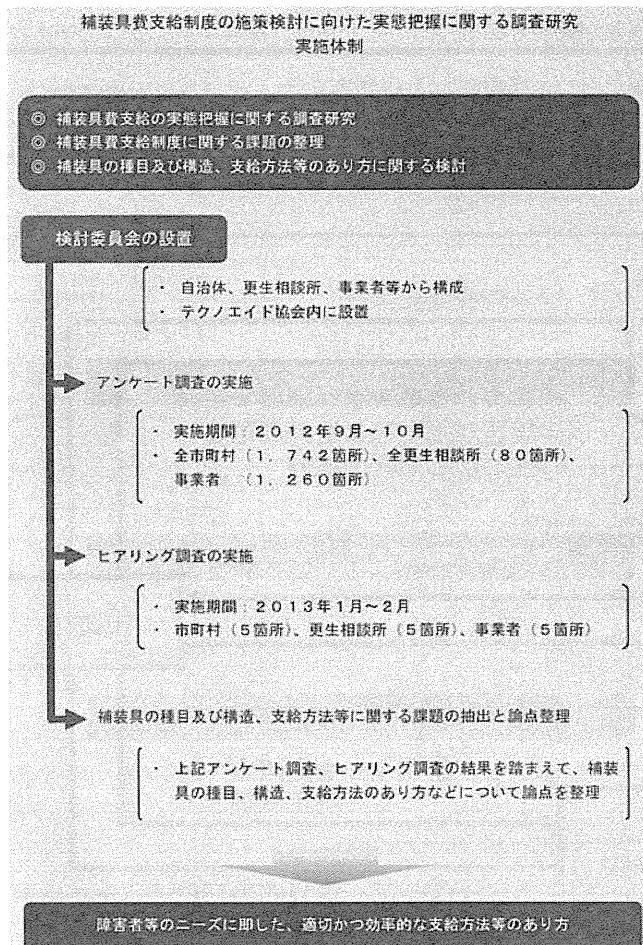 補装具費支給制度の施策検討に向けた実態把握に関する調査研究
実施体制
◎ 補装具費支給の実態把握に関する調査研究
◎ 補装具費支給制度に関する課題の整理
◎ 補装具の種目及び構造、支給方法等のあり方に関する検討
検討委員会の設置
・ 自治体、更生相談所、事業者等から構成
・ テクノエイド協会内に設置
アンケート調査の実施
・ 実施期間：２０１２年９月～１０月
・ 全市町村（１．７４２箇所）、全更生相談所（８０箇所）、
事業者　（１．２６０箇所）
ヒアリング調査の実施
・ 実施期間：２０１３年１月～２月
・ 市町村（５箇所）、更生相談所（５箇所）、事業者（５箇所）
補装具の種目及び構造、支給方法等に関する課題の抽出と論点整理
・ 上記アンケート調査、ヒアリング調査の結果を踏まえて、補装
具の種目、構造、支給方法のあり方などについて論点を整理
障害者等のニーズに即した、適切かつ効率的な支給方法等のあり方